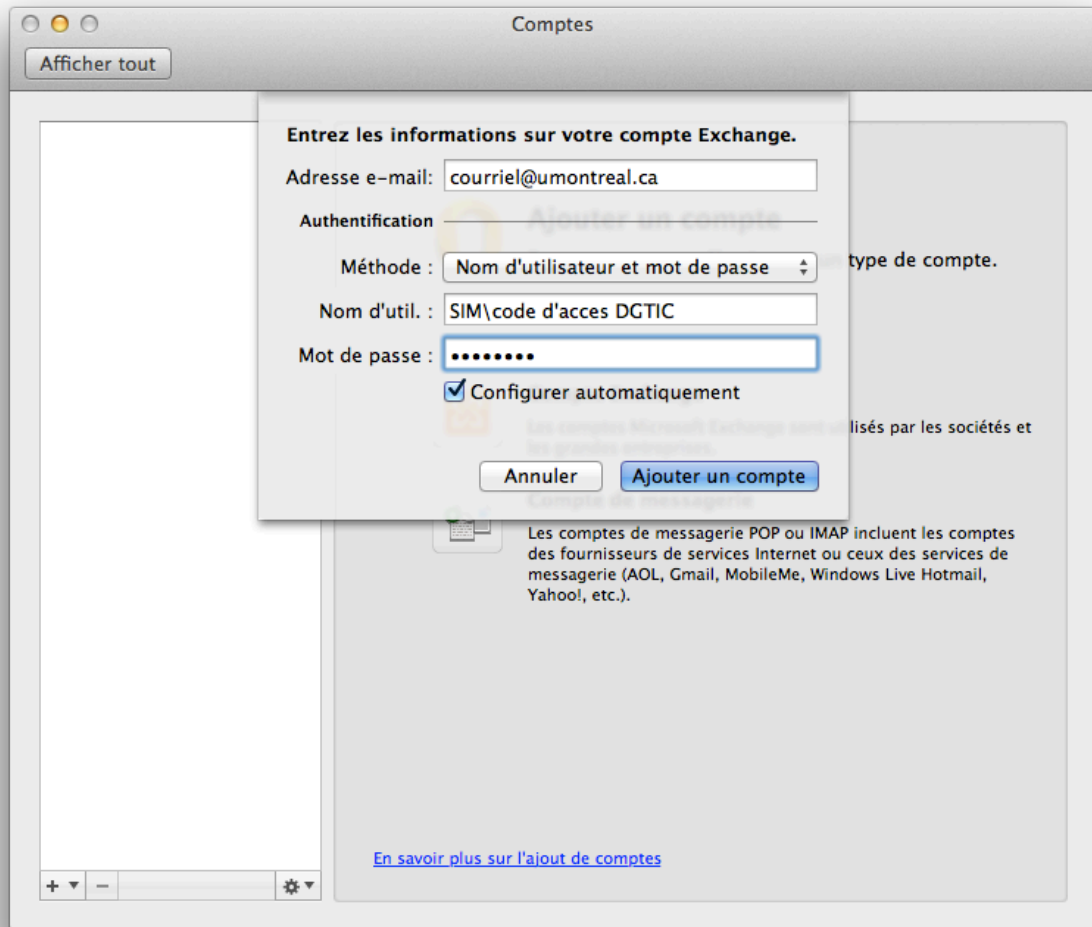 Comptes
Afficher tout
Entrez les informations sur votre compte Exchange.
Adresse e-mail: courriel@umontreal.ca
Authentification
Ajouter un compte
Méthode : Nom d'utilisateur et mot de passe
type de compte.
Nom d'util. : SIM\code d'acces DGTIC
Mot de passe : ••••••••
Configurer automatiquement
Les comptes Microsoft Exchange sont utilisés par les sociétés et
les grandes entreprises.
Annuler Ajouter un compte
Compte de messagerie
Les comptes de messagerie POP ou IMAP incluent les comptes
des fournisseurs de services Internet ou ceux des services de
messagerie (AOL, Gmail, MobileMe, Windows Live Hotmail,
Yahoo!, etc.).
En savoir plus sur l'ajout de comptes